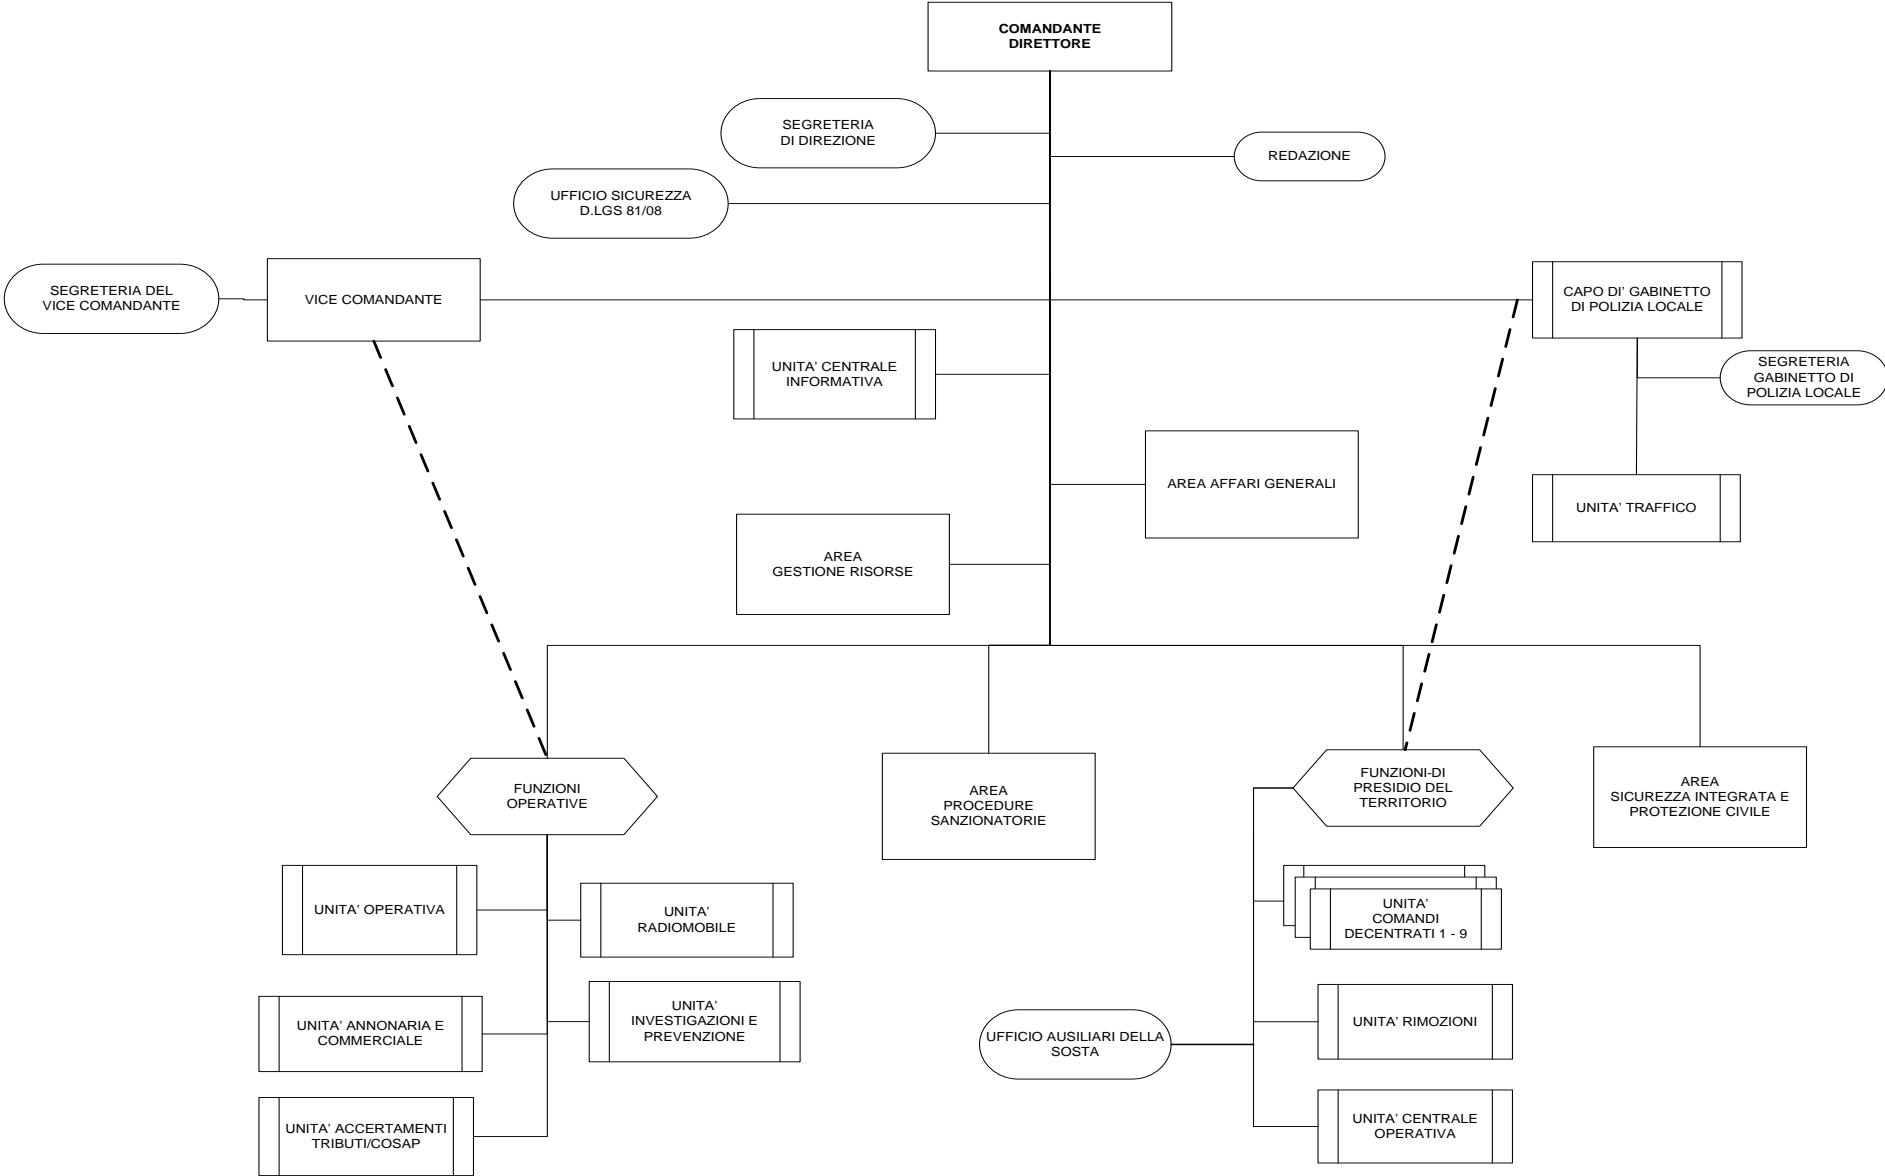 COMANDANTE
DIRETTORE
SEGRETERIA
DI DIREZIONE
REDAZIONE
UFFICIO SICUREZZA
D.LGS 81/08
SEGRETERIA DEL
VICE COMANDANTE
VICE COMANDANTE
CAPO DI' GABINETTO
DI POLIZIA LOCALE
UNITA' CENTRALE
INFORMATIVA
SEGRETERIA
GABINETTO DI
POLIZIA LOCALE
AREA AFFARI GENERALI
UNITA' TRAFFICO
AREA
GESTIONE RISORSE
FUNZIONI
OPERATIVE
AREA
PROCEDURE
SANZIONATORIE
FUNZIONI-DI
PRESIDIO DEL
TERRITORIO
AREA
SICUREZZA INTEGRATA E
PROTEZIONE CIVILE
UNITA' OPERATIVA
UNITA'
RADIOMOBILE
UNITA'
COMANDI
DECENTRATI 1 - 9
UNITA' ANNONARIA E
COMMERCIALE
UNITA'
INVESTIGAZIONI E
PREVENZIONE
UFFICIO AUSILIARI DELLA
SOSTA
UNITA' RIMOZIONI
UNITA' ACCERTAMENTI
TRIBUTI/COSAP
UNITA' CENTRALE
OPERATIVA